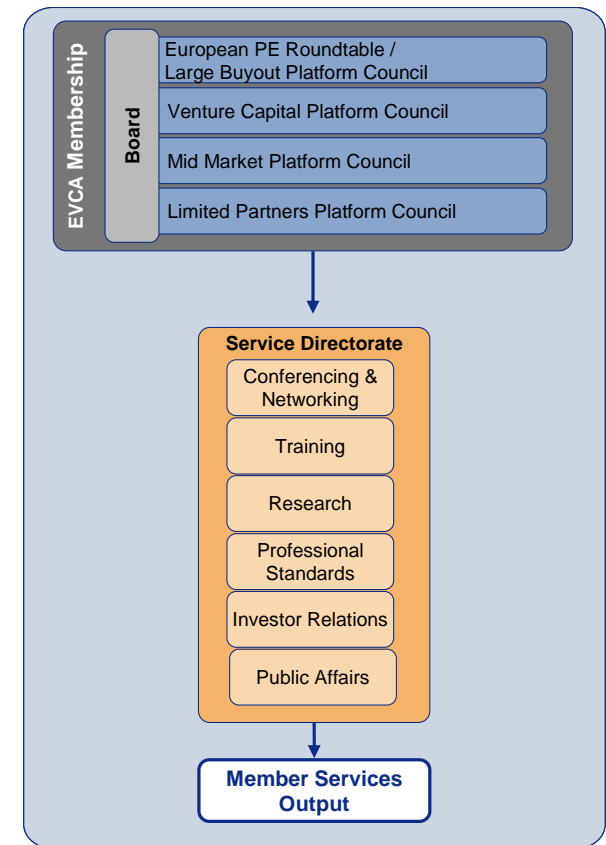 EVCA Membership
Board
European PE Roundtable /
Large Buyout Platform Council
Venture Capital Platform Council
Mid Market Platform Council
Limited Partners Platform Council
Service Directorate
Conferencing &
Networking
Training
Research
Professional
Standards
Investor Relations
Public Affairs
Member Services
Output